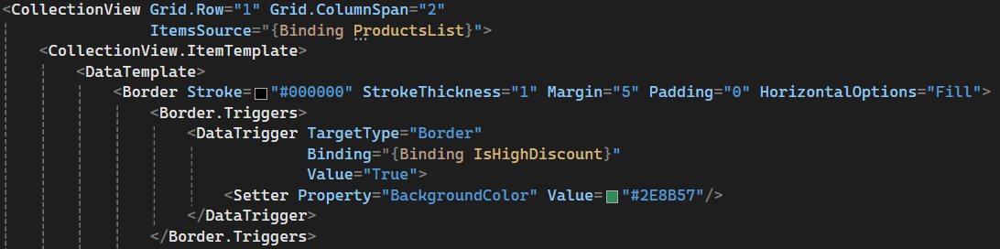 <CollectionView Grid.Row="1" Grid.ColumnSpan="2"
                ItemsSource="{Binding ProductsList}">
    <CollectionView.ItemTemplate>
        <DataTemplate>
            <Border Stroke="#000000" StrokeThickness="1" Margin="5" Padding="0" HorizontalOptions="Fill">
                <Border.Triggers>
                    <DataTrigger TargetType="Border"
                                 Binding="{Binding IsHighDiscount}"
                                 Value="True">
                        <Setter Property="BackgroundColor" Value="#2E8B57"/>
                    </DataTrigger>
                </Border.Triggers>